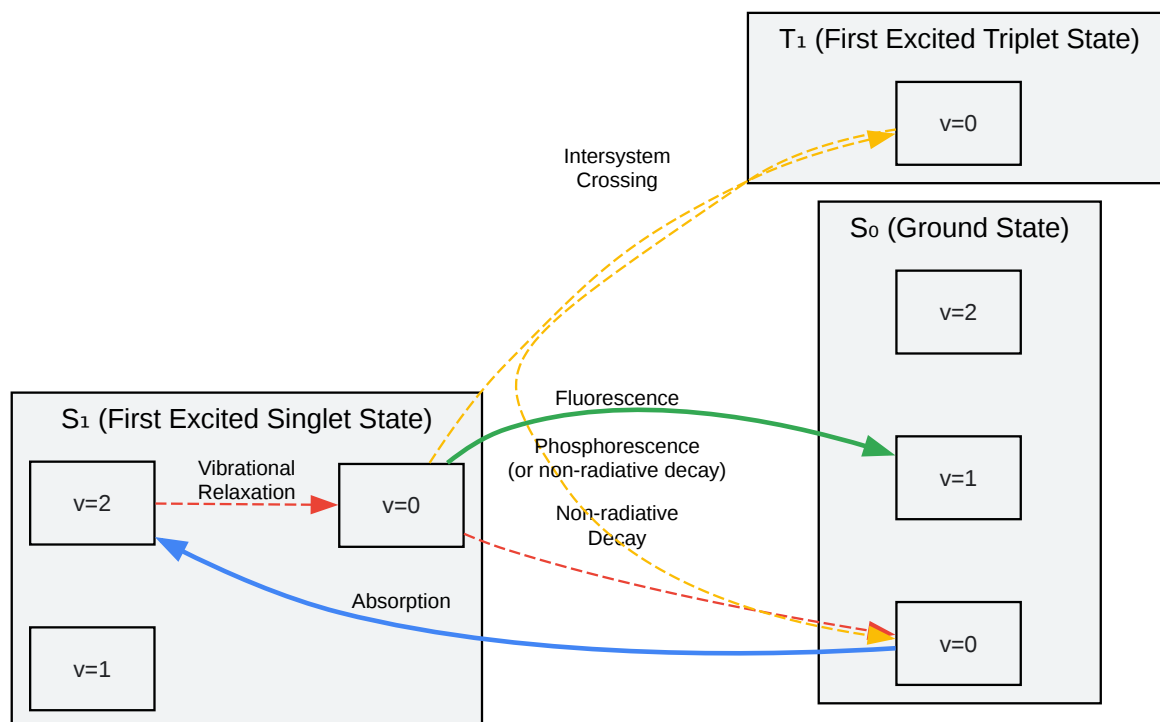 T₁ (First Excited Triplet State)
v=0
Intersystem
Crossing
S₀ (Ground State)
v=2
Fluorescence
S₁ (First Excited Singlet State)
Phosphorescence
(or non-radiative decay)
Vibrational
Relaxation
v=2
v=0
v=1
Non-radiative
Decay
Absorption
v=1
v=0